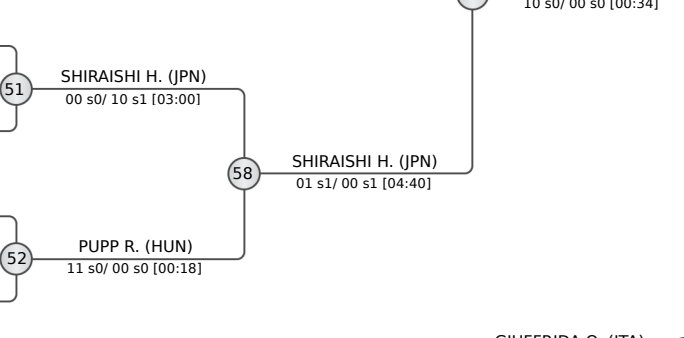 10 s0/ 00 s0 [00:34]
51
SHIRAISHI H. (JPN)
00 s0/ 10 s1 [03:00]
58
SHIRAISHI H. (JPN)
01 s1/ 00 s1 [04:40]
52
PUPP R. (HUN)
11 s0/ 00 s0 [00:18]